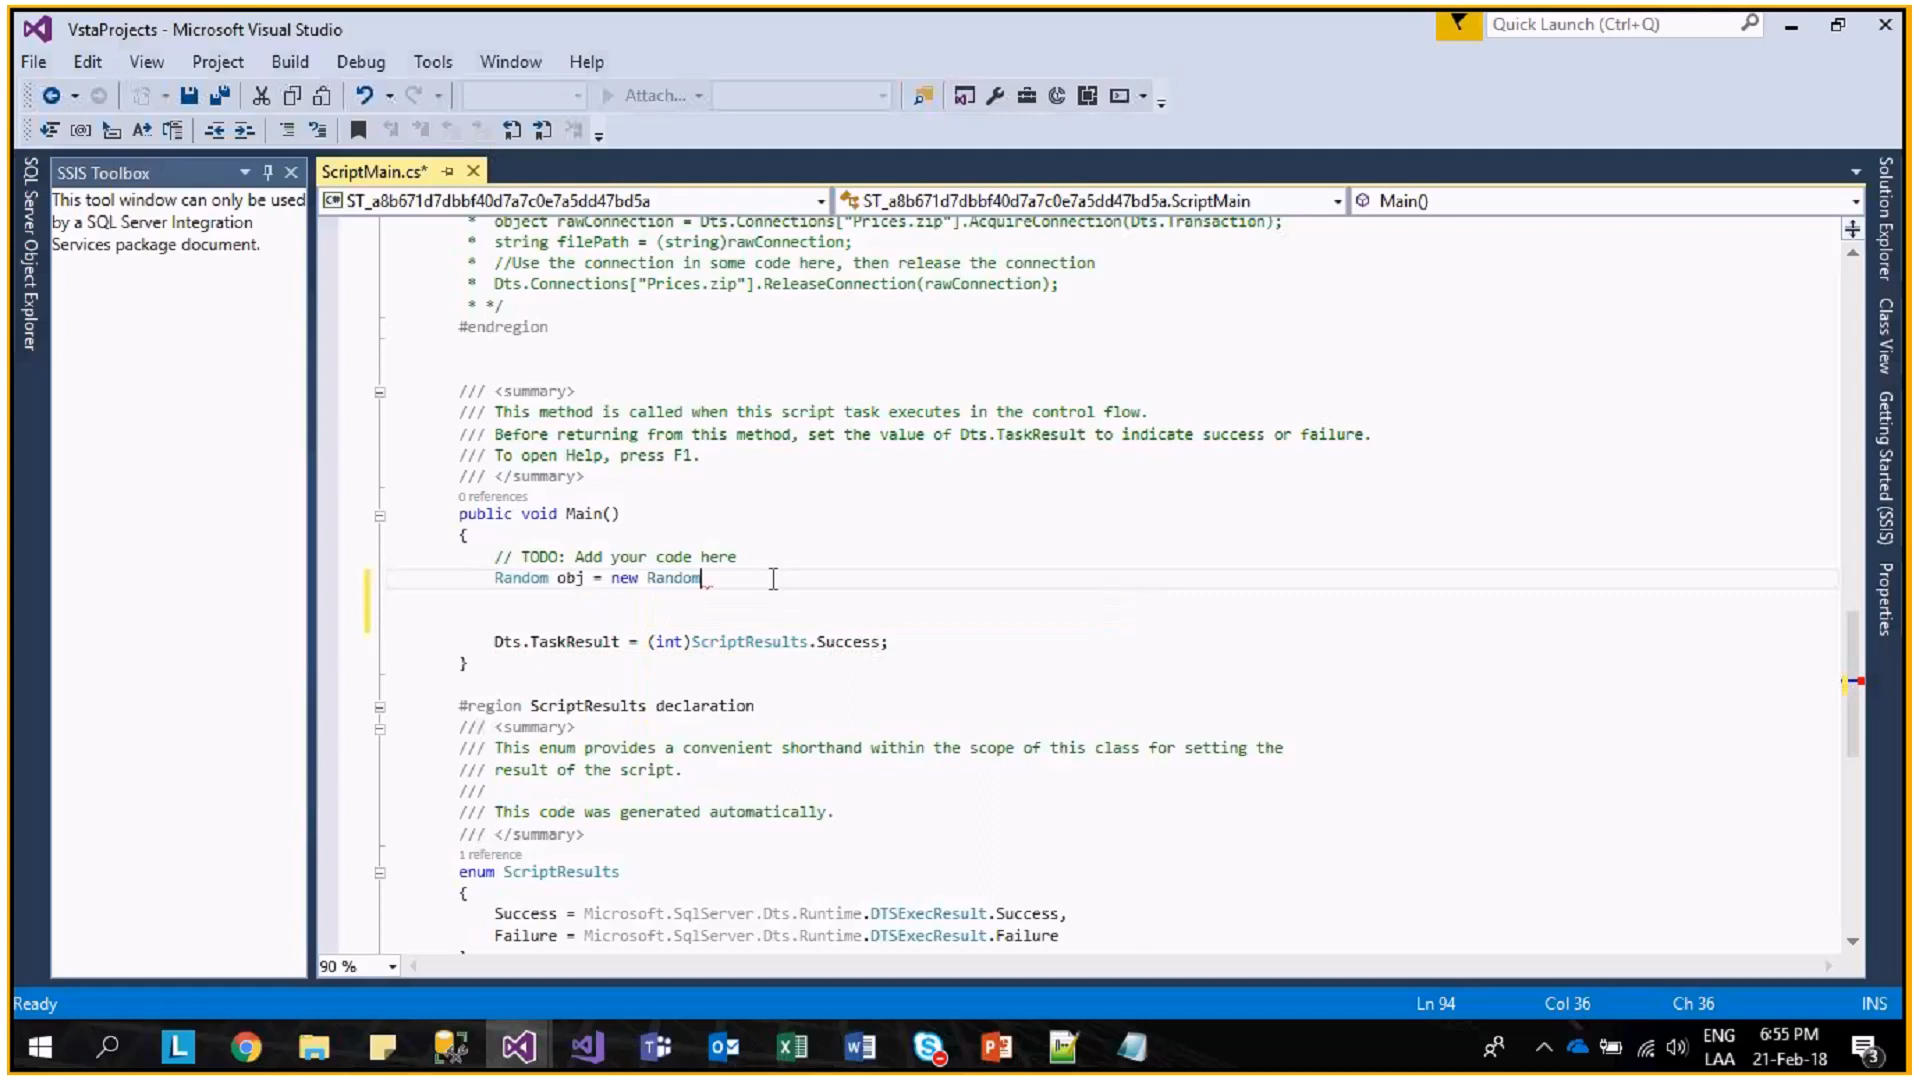 VstaProjects - Microsoft Visual Studio
Quick Launch (Ctrl+Q)
File Edit View Project Build Debug Tools Window Help
Attach...
SQL Server Object Explorer
SSIS Toolbox
This tool window can only be used
by a SQL Server Integration
Services package document.
ScriptMain.cs*
ST_a8b671d7dbbf40d7a7c0e7a5dd47bd5a
ST_a8b671d7dbbf40d7a7c0e7a5dd47bd5a.ScriptMain
Main()
* object rawConnection = Dts.Connections["Prices.zip"].AcquireConnection(Dts.Transaction);
* string filePath = (string)rawConnection;
* //Use the connection in some code here, then release the connection
* Dts.Connections["Prices.zip"].ReleaseConnection(rawConnection);
* */
#endregion
/// <summary>
/// This method is called when this script task executes in the control flow.
/// Before returning from this method, set the value of Dts.TaskResult to indicate success or failure.
/// To open Help, press F1.
/// </summary>
0 references
public void Main()
{
// TODO: Add your code here
Random obj = new Random
Dts.TaskResult = (int)ScriptResults.Success;
}
#region ScriptResults declaration
/// <summary>
/// This enum provides a convenient shorthand within the scope of this class for setting the
/// result of the script.
///
/// This code was generated automatically.
/// </summary>
1 reference
enum ScriptResults
{
Success = Microsoft.SqlServer.Dts.Runtime.DTSExecResult.Success,
Failure = Microsoft.SqlServer.Dts.Runtime.DTSExecResult.Failure
90 %
Solution Explorer
Class View
Getting Started (SSIS)
Properties
Ready
Ln 94
Col 36
Ch 36
INS
ENG
LAA
6:55 PM
21-Feb-18
3